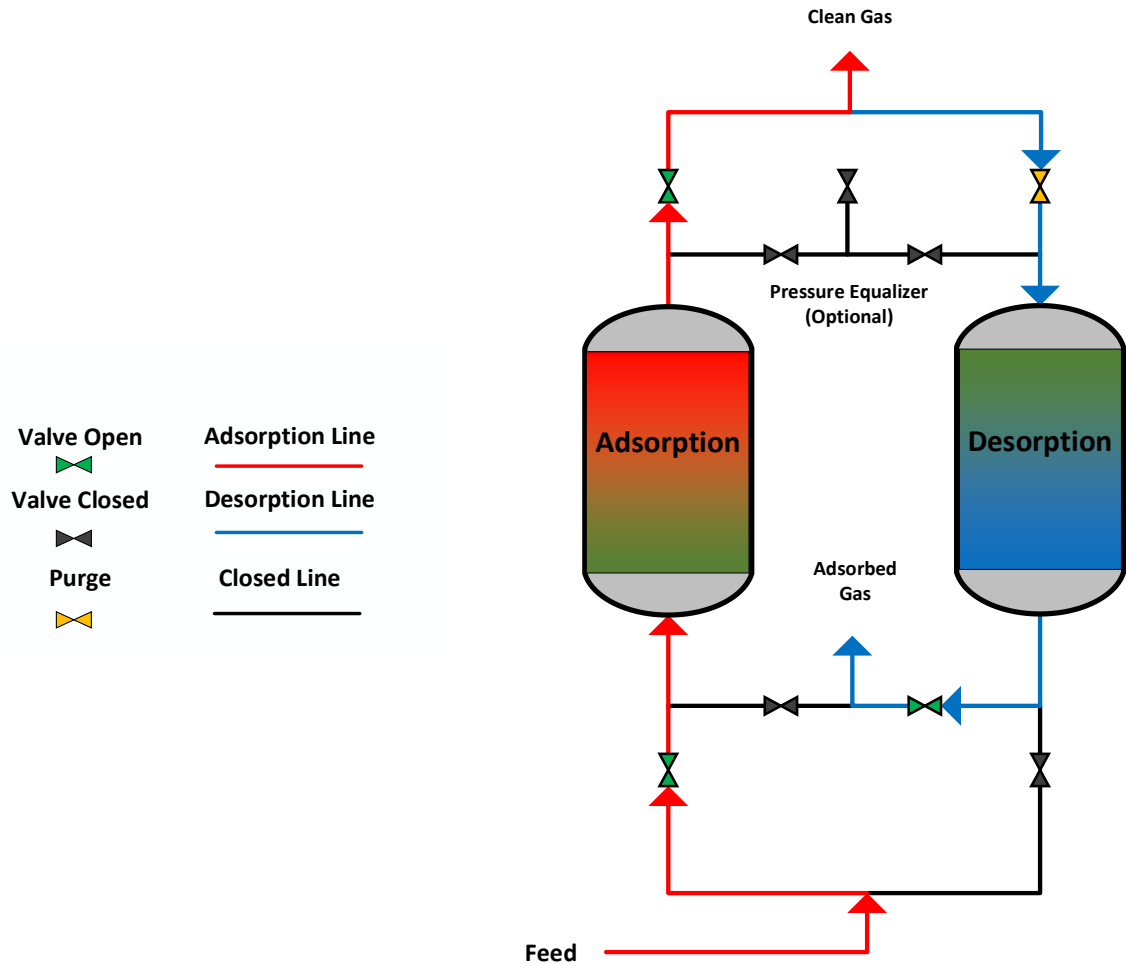 Clean Gas
Pressure Equalizer
(Optional)
Adsorption
Desorption
Valve Open
Adsorption Line
Valve Closed
Desorption Line
Purge
Closed Line
Adsorbed
Gas
Feed